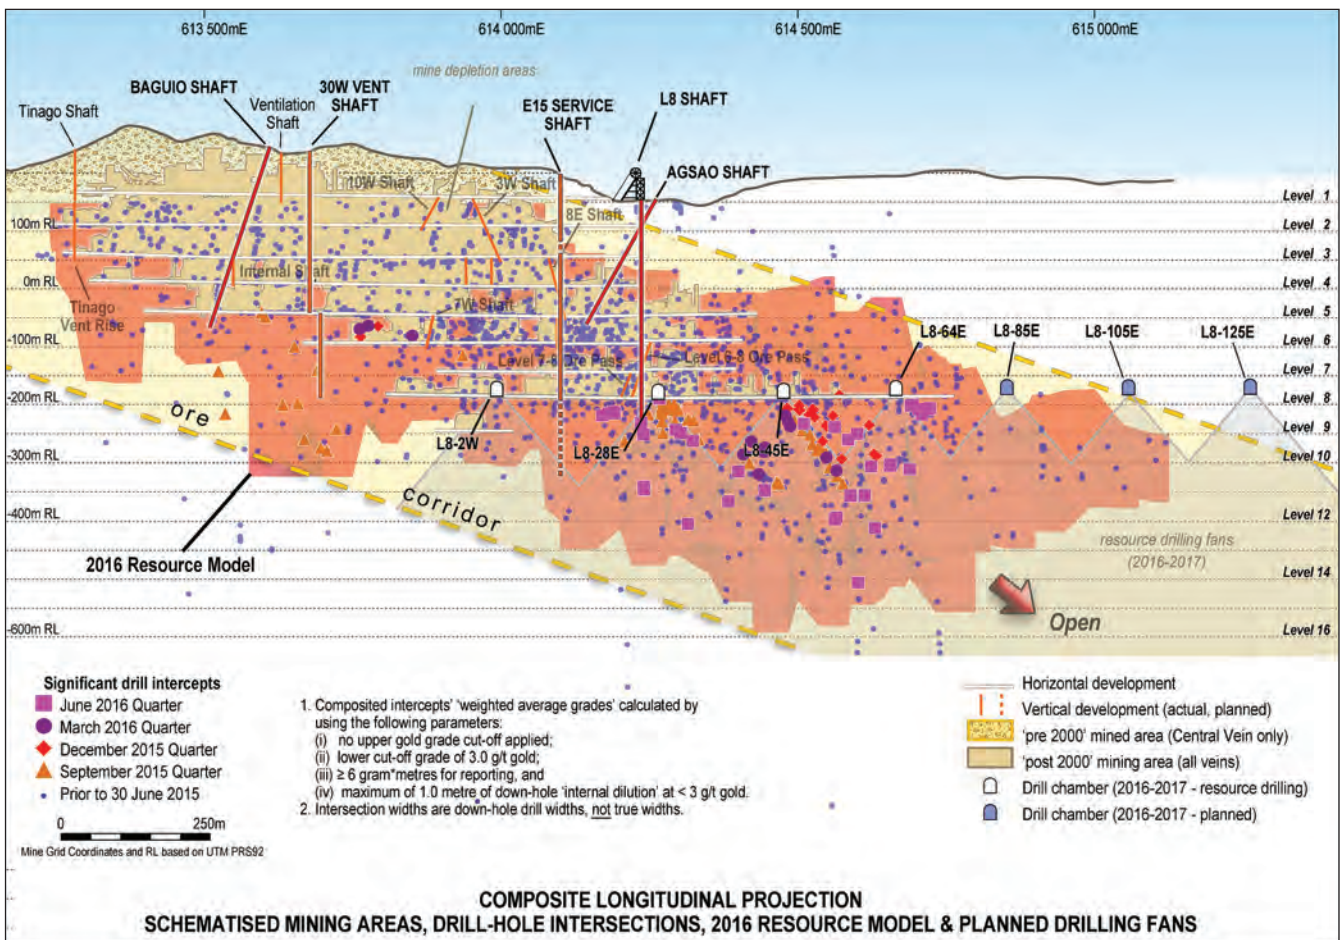 613 500mE
614 000mE
614 500mE
615 000mE
mine depletion areas
BAGUIO SHAFT
30W VENT
SHAFT
Ventilation
Shaft
Tinago Shaft
E15 SERVICE
SHAFT
L8 SHAFT
AGSAO SHAFT
10W Shaft
3W Shaft
8E Shaft
Level 1
100m RL
Level 2
Level 3
Internal Shaft
0m RL
Level 4
Tinago
Vent Rise
7W Shaft
Level 5
L8-64E
L8-85E
L8-105E
L8-125E
-100m RL
Level 6
Level 7-8 Ore Pass
Level 6-8 Ore Pass
Level 7
-200m RL
Level 8
ore
L8-2W
L8-28E
L8-45E
Level 9
-300m RL
Level 10
corridor
-400m RL
Level 12
resource drilling fans
(2016-2017)
2016 Resource Model
Level 14
Open
-600m RL
Level 16
Significant drill intercepts
June 2016 Quarter
March 2016 Quarter
December 2015 Quarter
September 2015 Quarter
Prior to 30 June 2015
0 250m
Mine Grid Coordinates and RL based on UTM PRS92
1. Composited intercepts' 'weighted average grades' calculated by
using the following parameters:
(i) no upper gold grade cut-off applied;
(ii) lower cut-off grade of 3.0 g/t gold;
(iii) ≥ 6 gram*metres for reporting, and
(iv) maximum of 1.0 metre of down-hole 'internal dilution' at < 3 g/t gold.
2. Intersection widths are down-hole drill widths, not true widths.
Horizontal development
Vertical development (actual, planned)
'pre 2000' mined area (Central Vein only)
'post 2000' mining area (all veins)
Drill chamber (2016-2017 - resource drilling)
Drill chamber (2016-2017 - planned)
COMPOSITE LONGITUDINAL PROJECTION
SCHEMATISED MINING AREAS, DRILL-HOLE INTERSECTIONS, 2016 RESOURCE MODEL & PLANNED DRILLING FANS